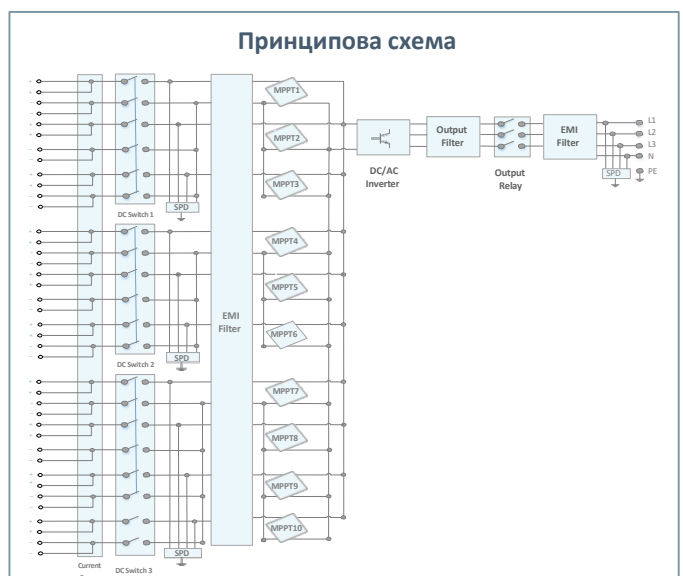 Принципова схема
MPPT1
MPPT2
MPPT3
SPD
DC Switch 1
MPPT4
MPPT5
MPPT6
SPD
DC Switch 2
MPPT7
MPPT8
MPPT9
MPPT10
SPD
DC Switch 3
Current
EMI
Filter
DC/AC
Inverter
Output
Filter
Output
Relay
EMI
Filter
SPD
L1
L2
L3
N
PE